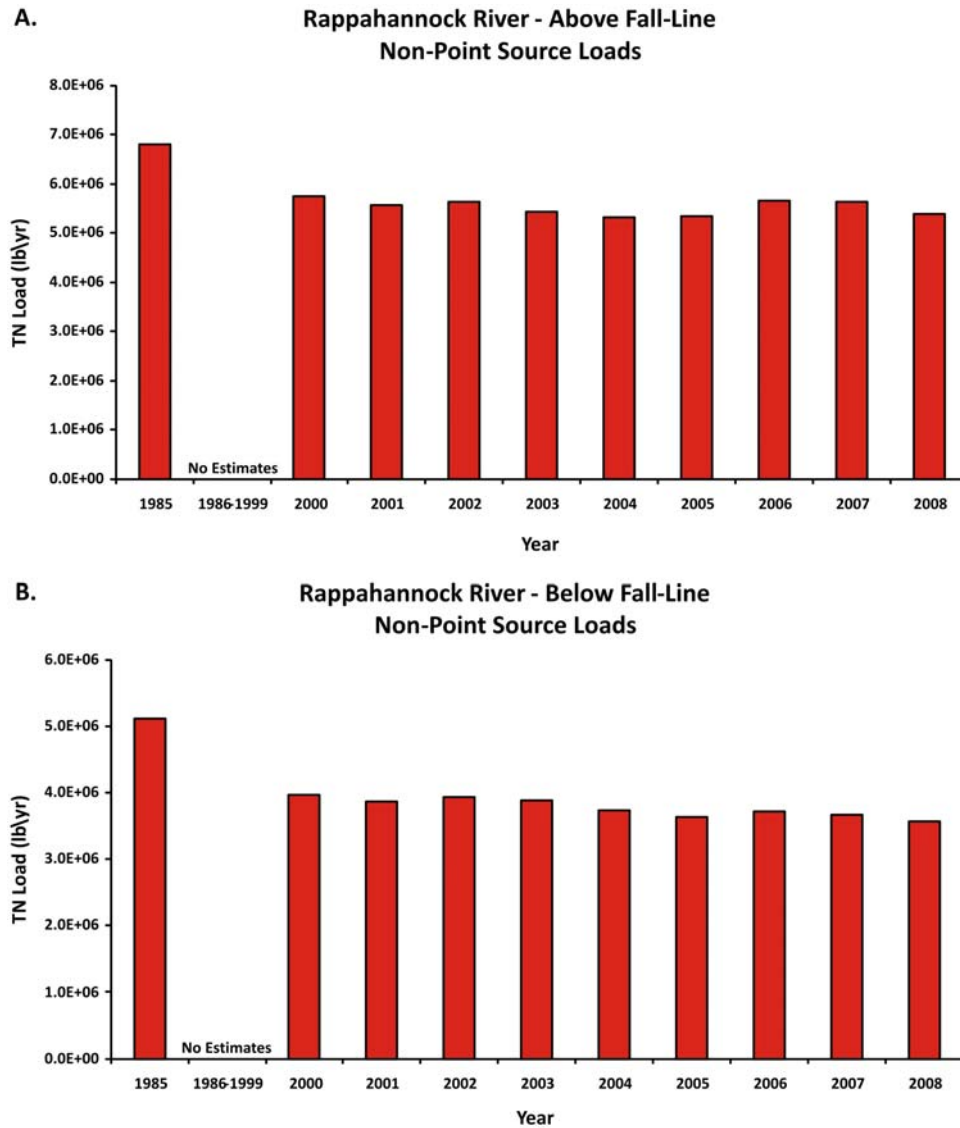 A.
Rappahannock River - Above Fall-Line
Non-Point Source Loads
8.0E+06
7.0E+06
6.0E+06
5.0E+06
4.0E+06
3.0E+06
2.0E+06
1.0E+06
0.0E+00
TN Load (lb\yr)
No Estimates
1985 1986-1999 2000 2001 2002 2003 2004 2005 2006 2007 2008
Year
B.
Rappahannock River - Below Fall-Line
Non-Point Source Loads
6.0E+06
5.0E+06
4.0E+06
3.0E+06
2.0E+06
1.0E+06
0.0E+00
TN Load (lb\yr)
No Estimates
1985 1986-1999 2000 2001 2002 2003 2004 2005 2006 2007 2008
Year